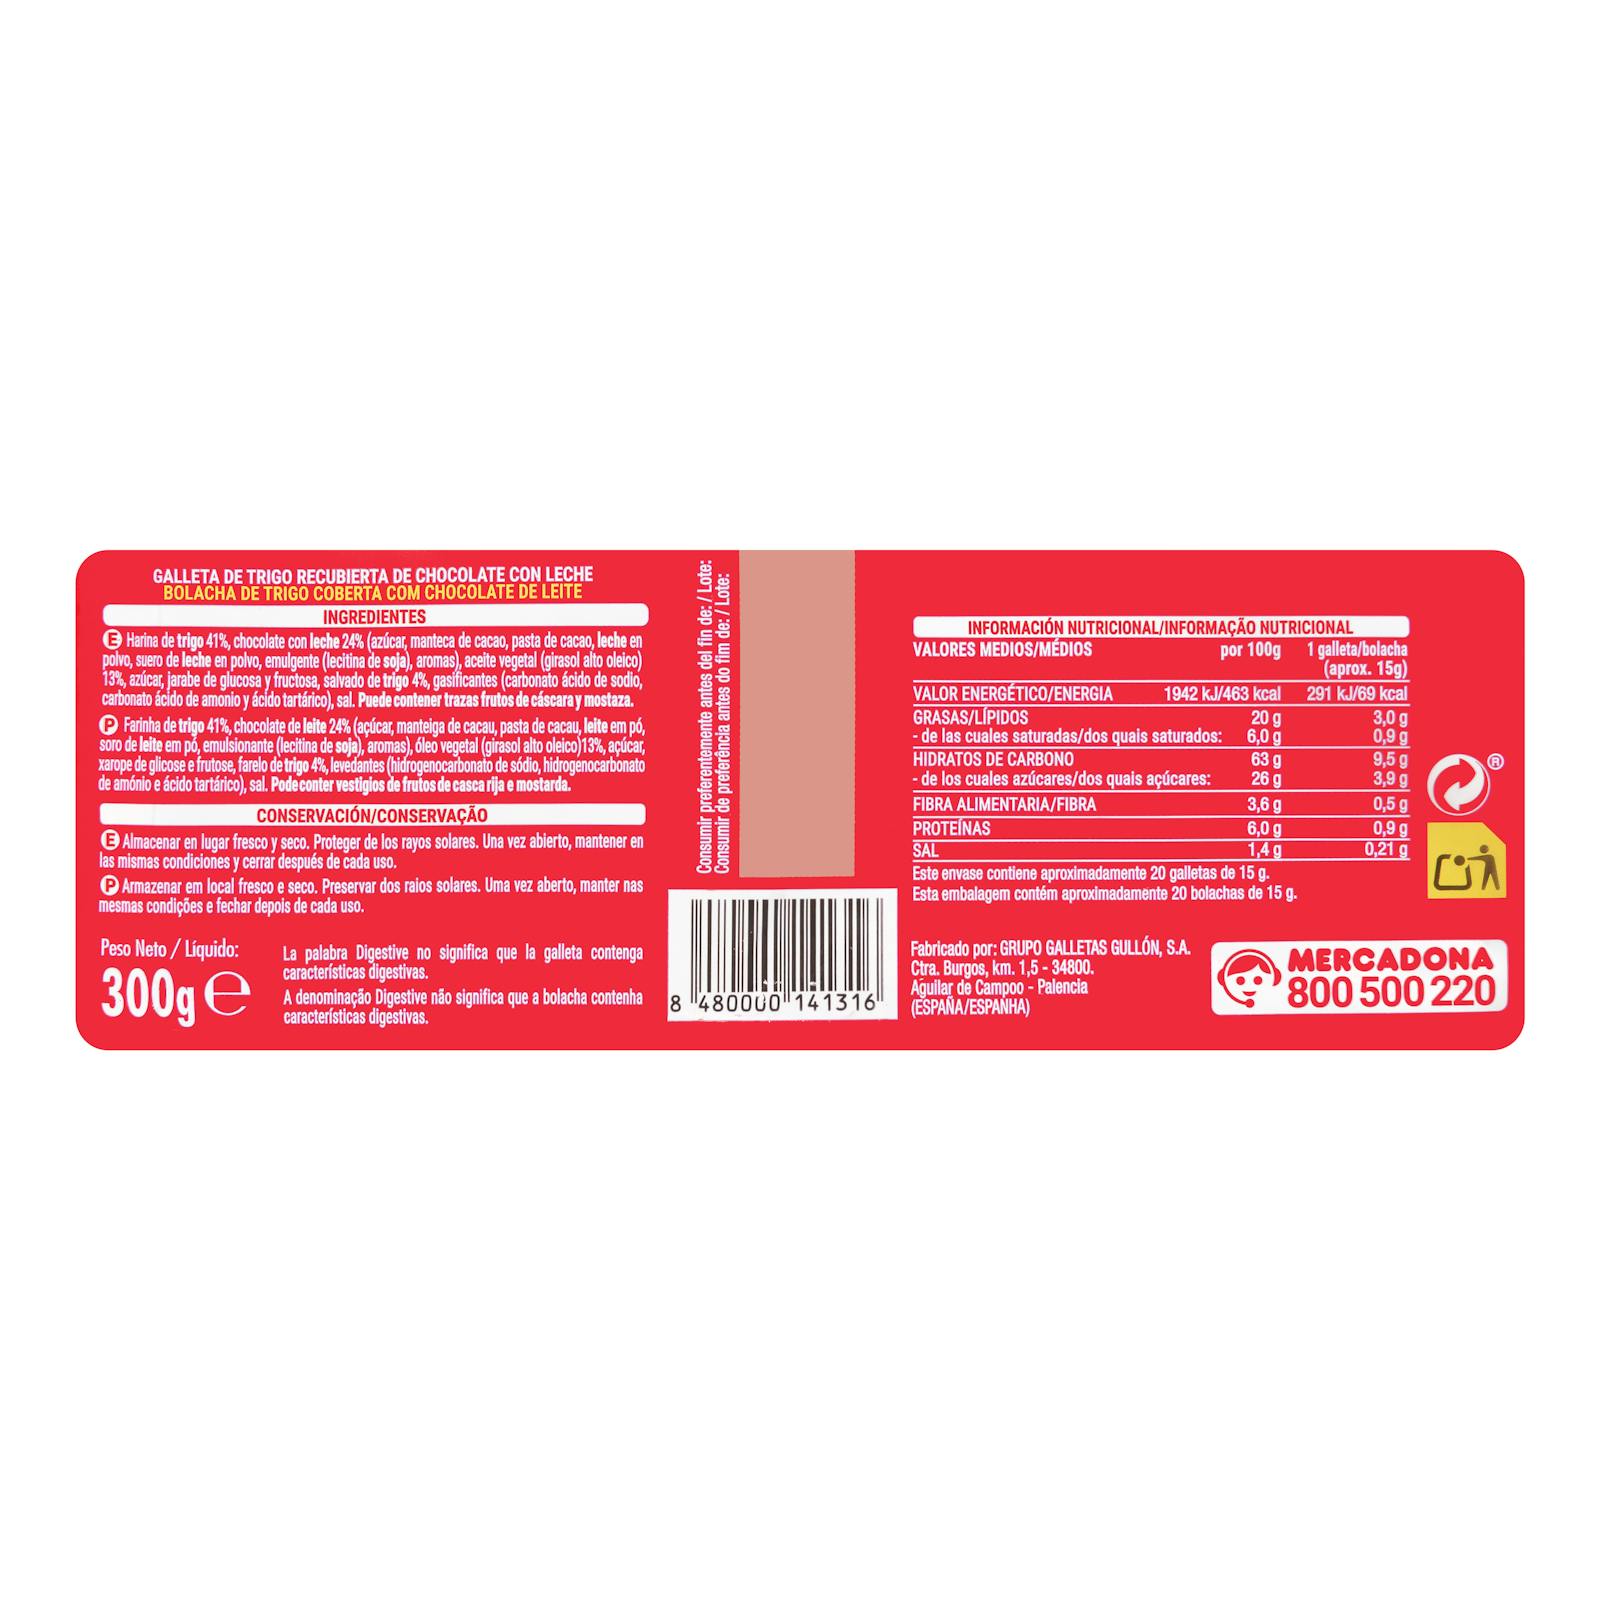 GALLETA DE TRIGO RECUBIERTA DE CHOCOLATE CON LECHE
BOLACHA DE TRIGO COBERTA COM CHOCOLATE DE LEITE
INGREDIENTES
E Harina de trigo 41%, chocolate con leche 24% (azúcar, manteca de cacao, pasta de cacao, leche en
polvo, suero de leche en polvo, emulgente (lecitina de soja), aromas), aceite vegetal (girasol alto oleico)
13%, azúcar, jarabe de glucosa y fructosa, salvado de trigo 4%, gasificantes (carbonato ácido de sodio,
carbonato ácido de amonio y ácido tartárico), sal. Puede contener trazas frutos de cáscara y mostaza.
P Farinha de trigo 41%, chocolate de leite 24% (açúcar, manteiga de cacau, pasta de cacau, leite em pó,
soro de leite em pó, emulsionante (lecitina de soja), aromas), óleo vegetal (girasol alto oleico)13%, açúcar,
xarope de glicose e frutose, farelo de trigo 4%, levedantes (hidrogenocarbonato de sódio, hidrogenocarbonato
de amónio e ácido tartárico), sal. Pode conter vestigios de frutos de casca rija e mostarda.
CONSERVACIÓN/CONSERVAÇÃO
E Almacenar en lugar fresco y seco. Proteger de los rayos solares. Una vez abierto, mantener en
las mismas condiciones y cerrar después de cada uso.
P Armazenar em local fresco e seco. Preservar dos raios solares. Uma vez aberto, manter nas
mesmas condições e fechar depois de cada uso.
Peso Neto / Líquido:
300g e
La palabra Digestive no significa que la galleta contenga
características digestivas.
A denominação Digestive não significa que a bolacha contenha
características digestivas.
Consumir preferentemente antes del fin de: / Lote:
Consumir de preferência antes do fim de: / Lote:
8 480000 141316
INFORMACIÓN NUTRICIONAL/INFORMAÇÃO NUTRICIONAL
VALORES MEDIOS/MÉDIOS por 100g 1 galleta/bolacha
(aprox. 15g)
VALOR ENERGÉTICO/ENERGIA 1942 kJ/463 kcal 291 kJ/69 kcal
GRASAS/LÍPIDOS 20 g 3,0 g
- de las cuales saturadas/dos quais saturados: 6,0 g 0,9 g
HIDRATOS DE CARBONO 63 g 9,5 g
- de los cuales azúcares/dos quais açúcares: 26 g 3,9 g
FIBRA ALIMENTARIA/FIBRA 3,6 g 0,5 g
PROTEÍNAS 6,0 g 0,9 g
SAL 1,4 g 0,21 g
Este envase contiene aproximadamente 20 galletas de 15 g.
Esta embalagem contém aproximadamente 20 bolachas de 15 g.
Fabricado por: GRUPO GALLETAS GULLÓN, S.A.
Ctra. Burgos, km. 1,5 - 34800.
Aguilar de Campoo - Palencia
(ESPAÑA/ESPANHA)
®
MERCADONA
800 500 220